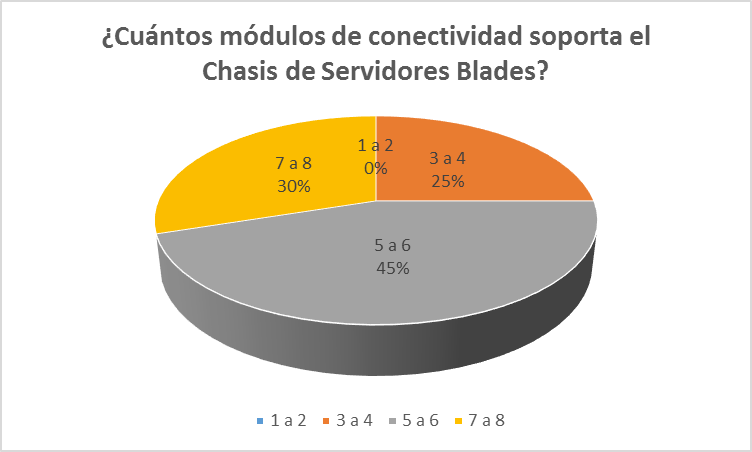 ¿Cuántos módulos de conectividad soporta el
Chasis de Servidores Blades?
1 a 2
0%
3 a 4
25%
7 a 8
30%
5 a 6
45%
1 a 2 3 a 4 5 a 6 7 a 8